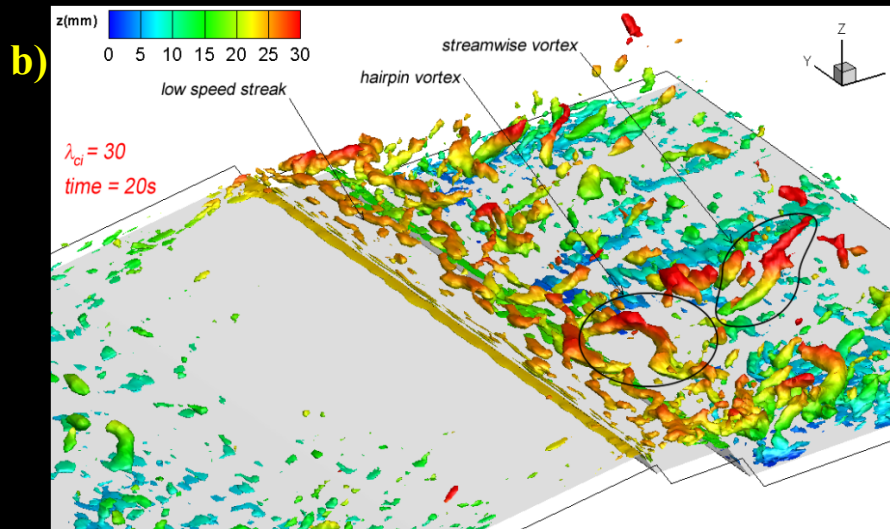 b)
z(mm)
0 5 10 15 20 25 30
low speed streak
hairpin vortex
streamwise vortex
λci = 30
time = 20s
Z
Y